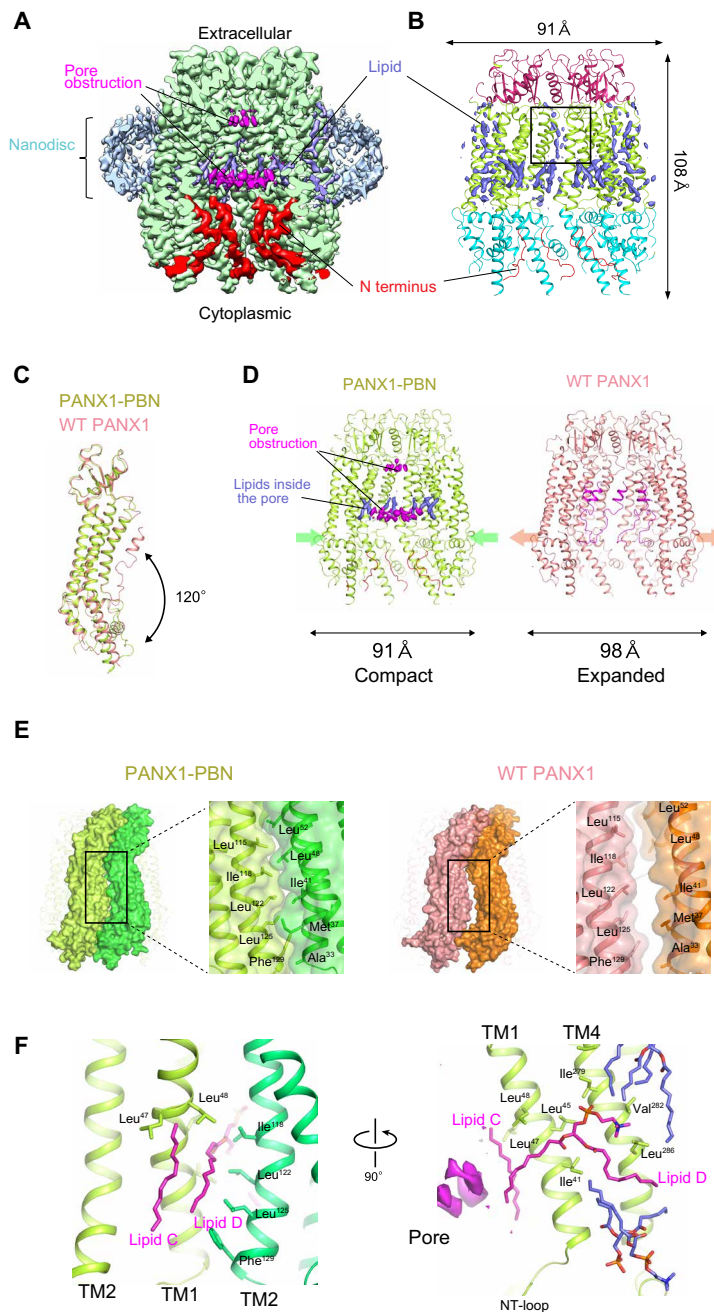 A
Extracellular
Pore
obstruction
Lipid
Nanodisc
N terminus
Cytoplasmic
B
91 Å
108 Å
C
PANX1-PBN
WT PANX1
120°
D
PANX1-PBN
WT PANX1
Pore
obstruction
Lipids inside
the pore
91 Å
98 Å
Compact
Expanded
E
PANX1-PBN
WT PANX1
Leu52
Leu115
Leu48
Ile118
Ile41
Leu122
Met37
Leu125
Phe129
Ala33
Leu52
Leu115
Leu48
Ile118
Ile41
Leu122
Met37
Leu125
Ala33
Phe129
F
Leu47
Leu48
Ile118
Leu122
Leu125
Lipid C
Lipid D
Phe129
TM2
TM1
TM2
90°
TM1
TM4
Ile279
Leu48
Leu45
Val282
Lipid C
Leu47
Leu286
Ile41
Lipid D
Pore
NT-loop